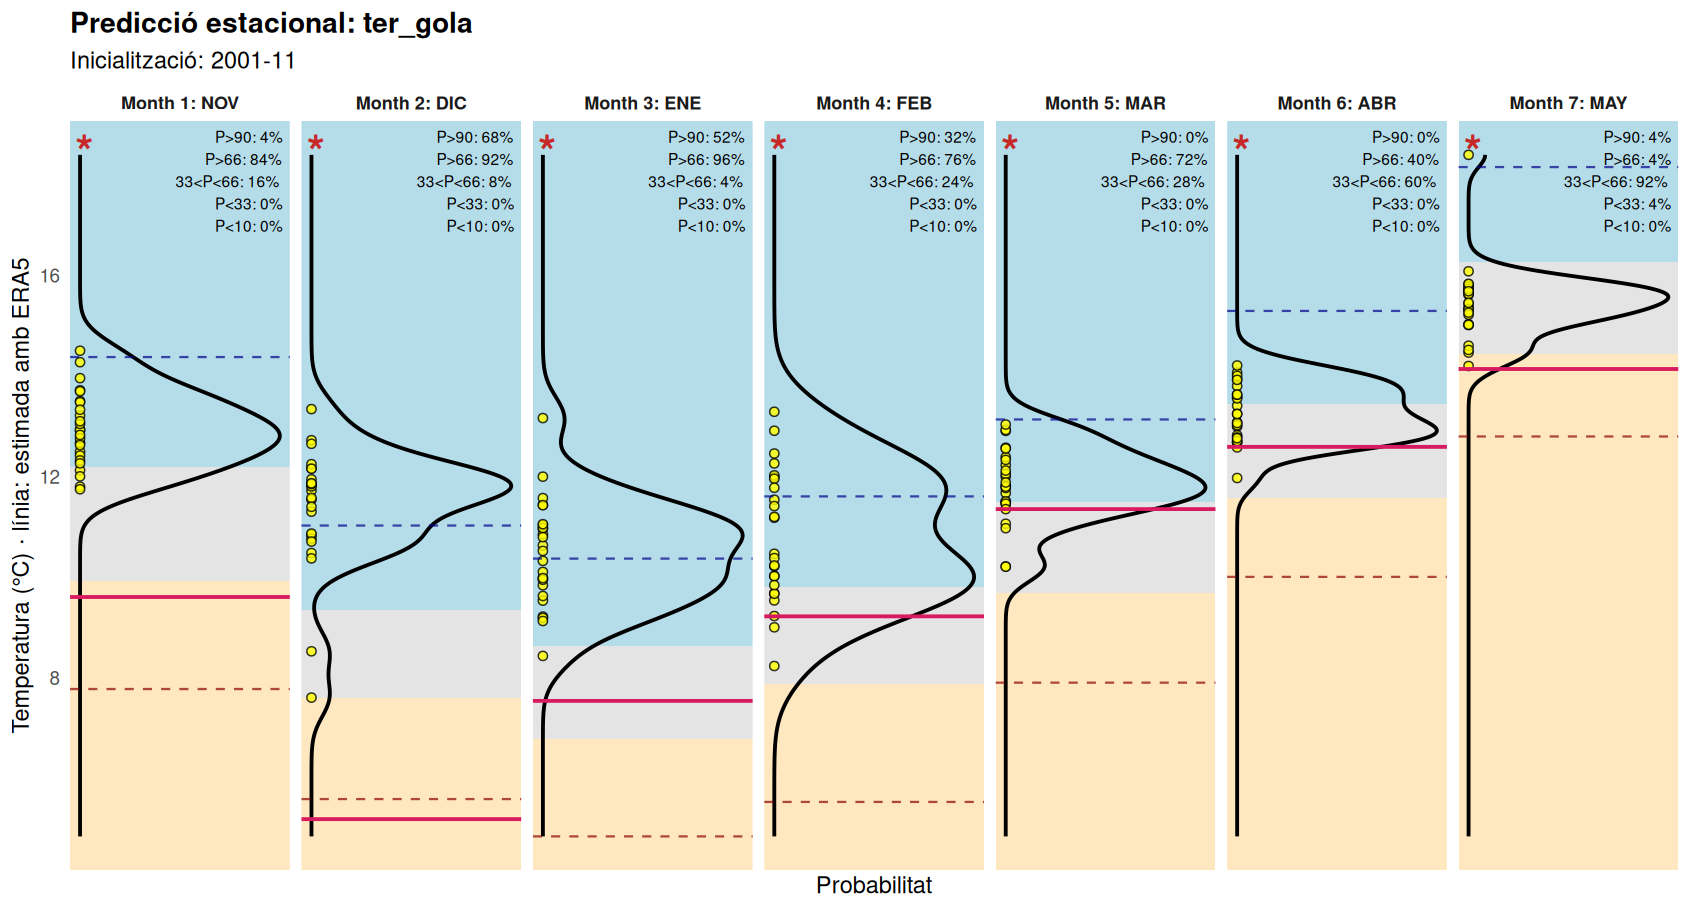 Predicció estacional: ter_gola
Inicialització: 2001-11
Month 1: NOV
Month 2: DIC
Month 3: ENE
Month 4: FEB
Month 5: MAR
Month 6: ABR
Month 7: MAY
*
P>90: 4%
P>66: 84%
33<P<66: 16%
P<33: 0%
P<10: 0%
*
P>90: 68%
P>66: 92%
33<P<66: 8%
P<33: 0%
P<10: 0%
*
P>90: 52%
P>66: 96%
33<P<66: 4%
P<33: 0%
P<10: 0%
*
P>90: 32%
P>66: 76%
33<P<66: 24%
P<33: 0%
P<10: 0%
*
P>90: 0%
P>66: 72%
33<P<66: 28%
P<33: 0%
P<10: 0%
*
P>90: 0%
P>66: 40%
33<P<66: 60%
P<33: 0%
P<10: 0%
*
P>90: 4%
P>66: 4%
33<P<66: 92%
P<33: 4%
P<10: 0%
16
12
8
Temperatura (°C) · línia: estimada amb ERA5
Probabilitat